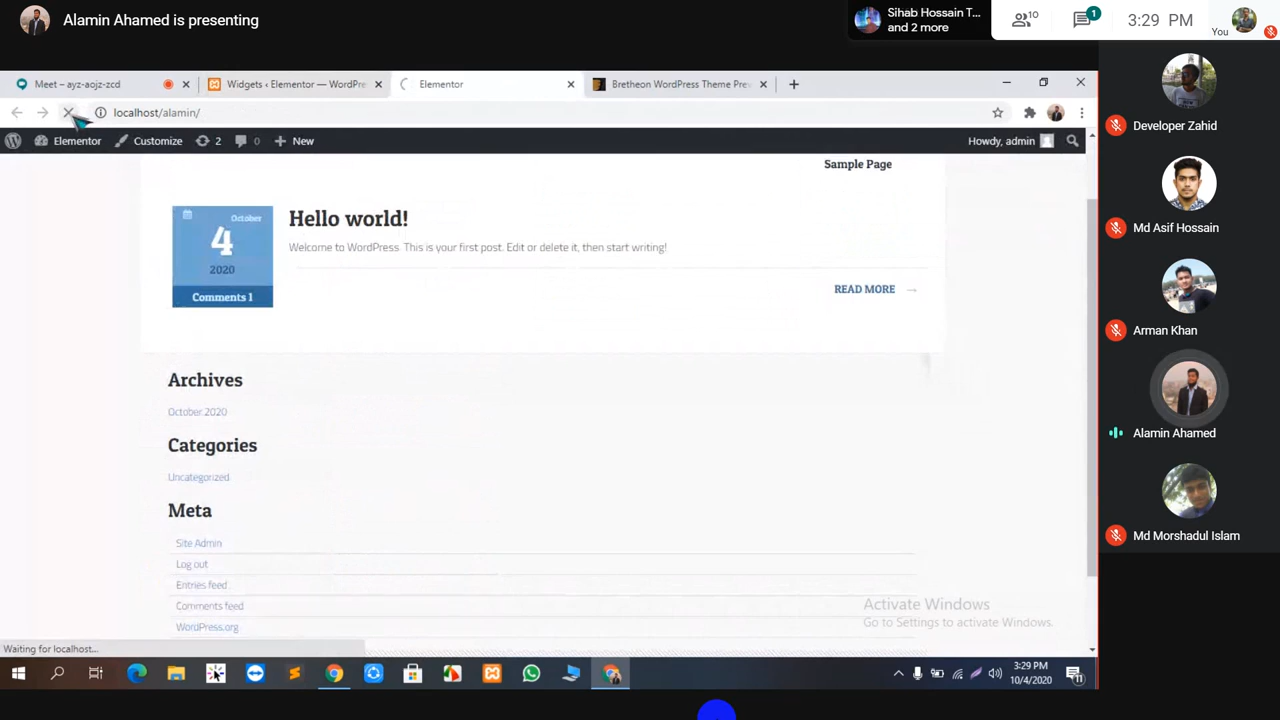 Alamin Ahamed is presenting
Sihab Hossain T...
and 2 more
10
1
3:29 PM
You
Meet – ayz-aojz-zcd
Widgets ‹ Elementor — WordPre
Elementor
Bretheon WordPress Theme Prev
localhost/alamin/
Elementor
Customize
2
0
New
Howdy, admin
Sample Page
October
4
2020
Comments 1
Hello world!
Welcome to WordPress. This is your first post. Edit or delete it, then start writing!
READ MORE →
Archives
October 2020
Categories
Uncategorized
Meta
Site Admin
Log out
Entries feed
Comments feed
WordPress.org
Activate Windows
Go to Settings to activate Windows.
Waiting for localhost...
3:29 PM
10/4/2020
11
Developer Zahid
Md Asif Hossain
Arman Khan
Alamin Ahamed
Md Morshadul Islam